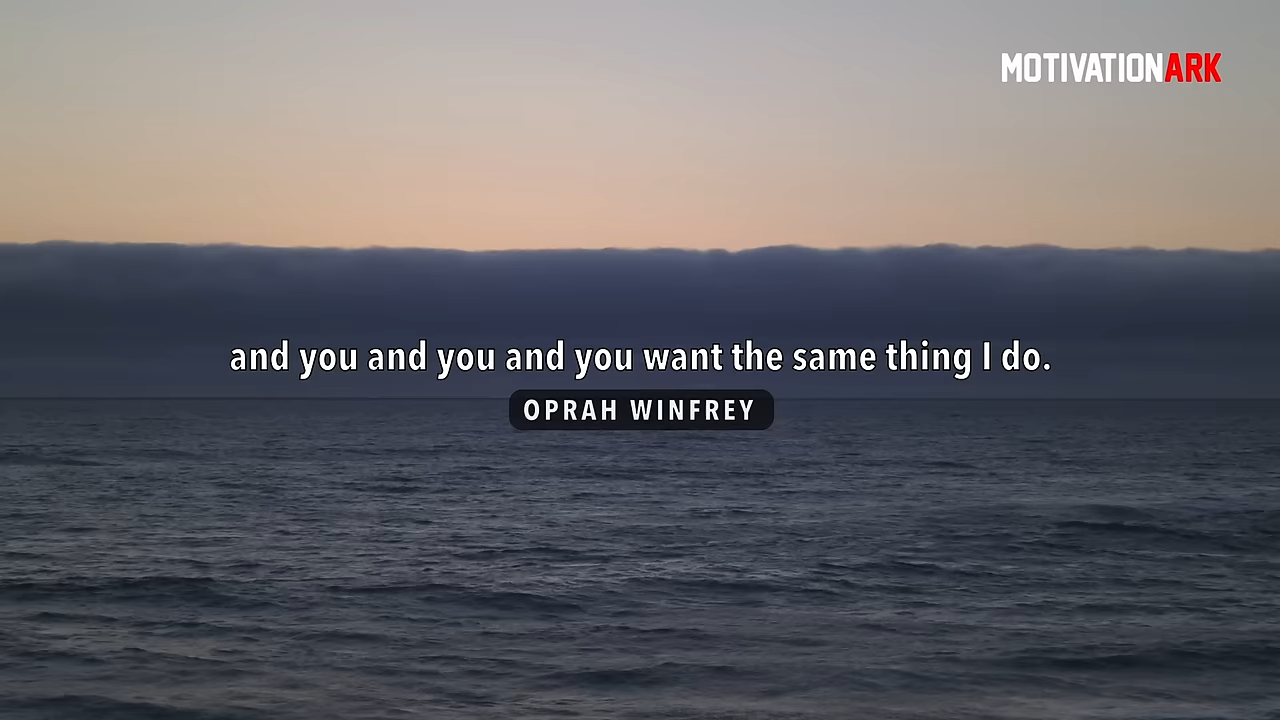 MOTIVATIONARK
and you and you and you want the same thing I do.
OPRAH WINFREY